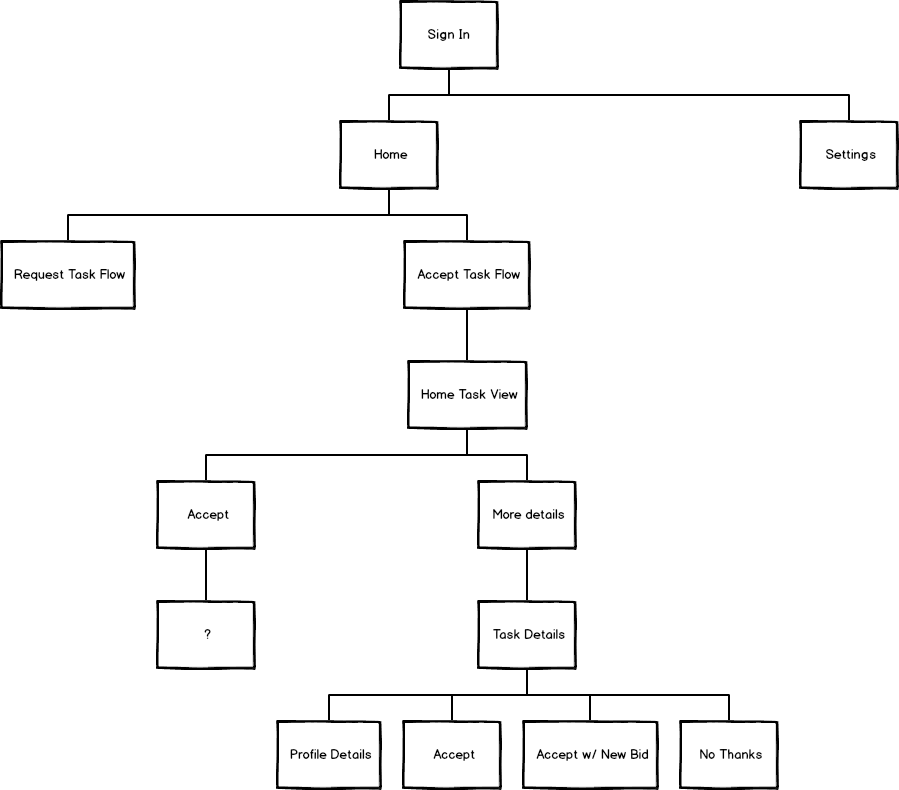 Sign In
Home
Settings
Request Task Flow
Accept Task Flow
Home Task View
Accept
More details
?
Task Details
Profile Details
Accept
Accept w/ New Bid
No Thanks